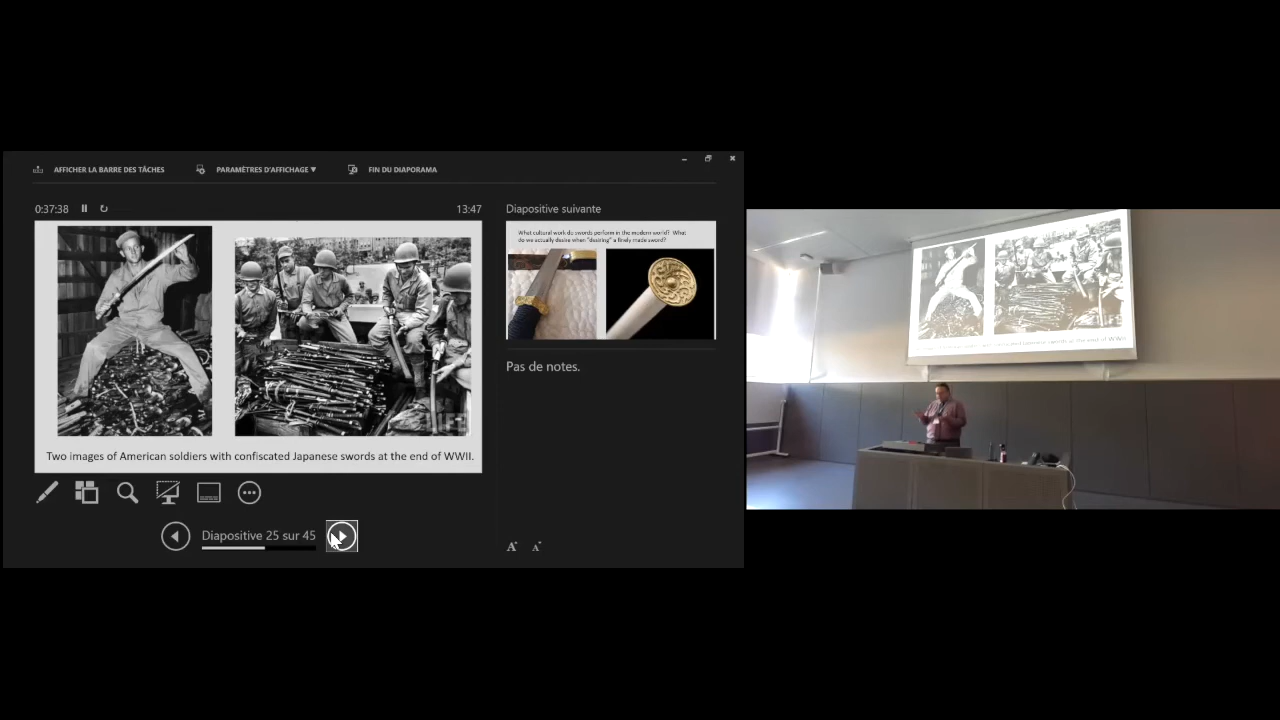 AFFICHER LA BARRE DES TÂCHES
PARAMÈTRES D'AFFICHAGE ▼
FIN DU DIAPORAMA
0:37:38
13:47
Two images of American soldiers with confiscated Japanese swords at the end of WWII.
LIFE
Diapositive 25 sur 45
Diapositive suivante
What cultural work do swords perform in the modern world? What
do we actually desire when "desiring" a finely made sword?
Pas de notes.
A
A